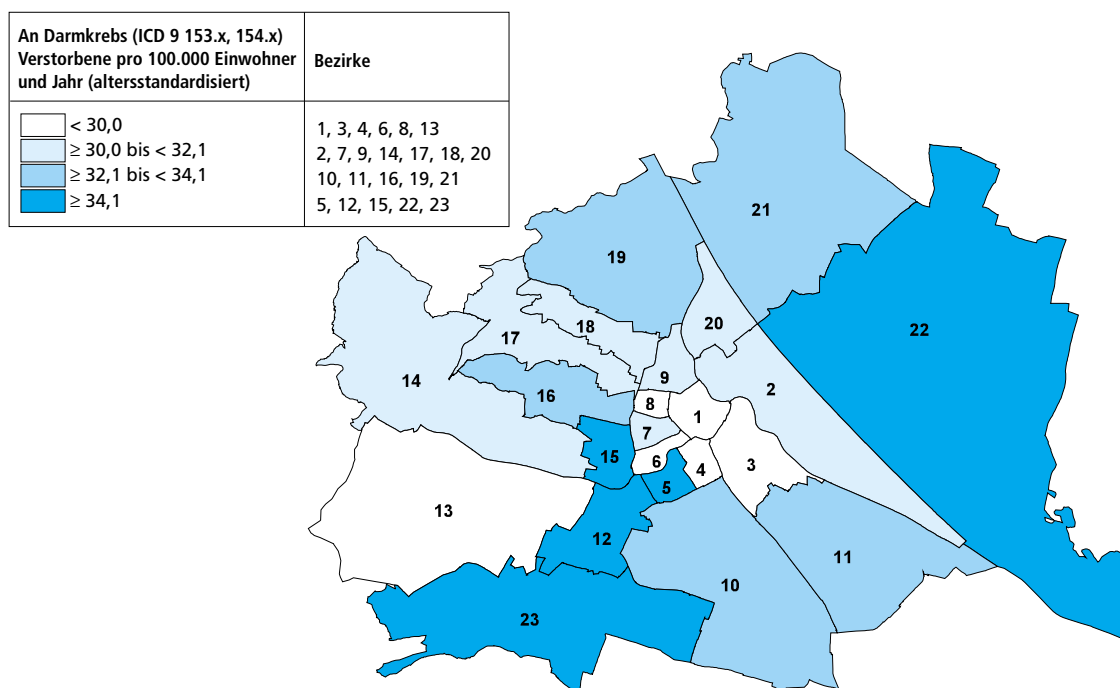 An Darmkrebs (ICD 9 153.x, 154.x)
Verstorbene pro 100.000 Einwohner
und Jahr (altersstandardisiert)
Bezirke
< 30,0
1, 3, 4, 6, 8, 13
≥ 30,0 bis < 32,1
2, 7, 9, 14, 17, 18, 20
≥ 32,1 bis < 34,1
10, 11, 16, 19, 21
≥ 34,1
5, 12, 15, 22, 23
21
19
20
18
22
17
14
9
2
16
8
1
7
15
6
4
3
5
13
12
11
10
23